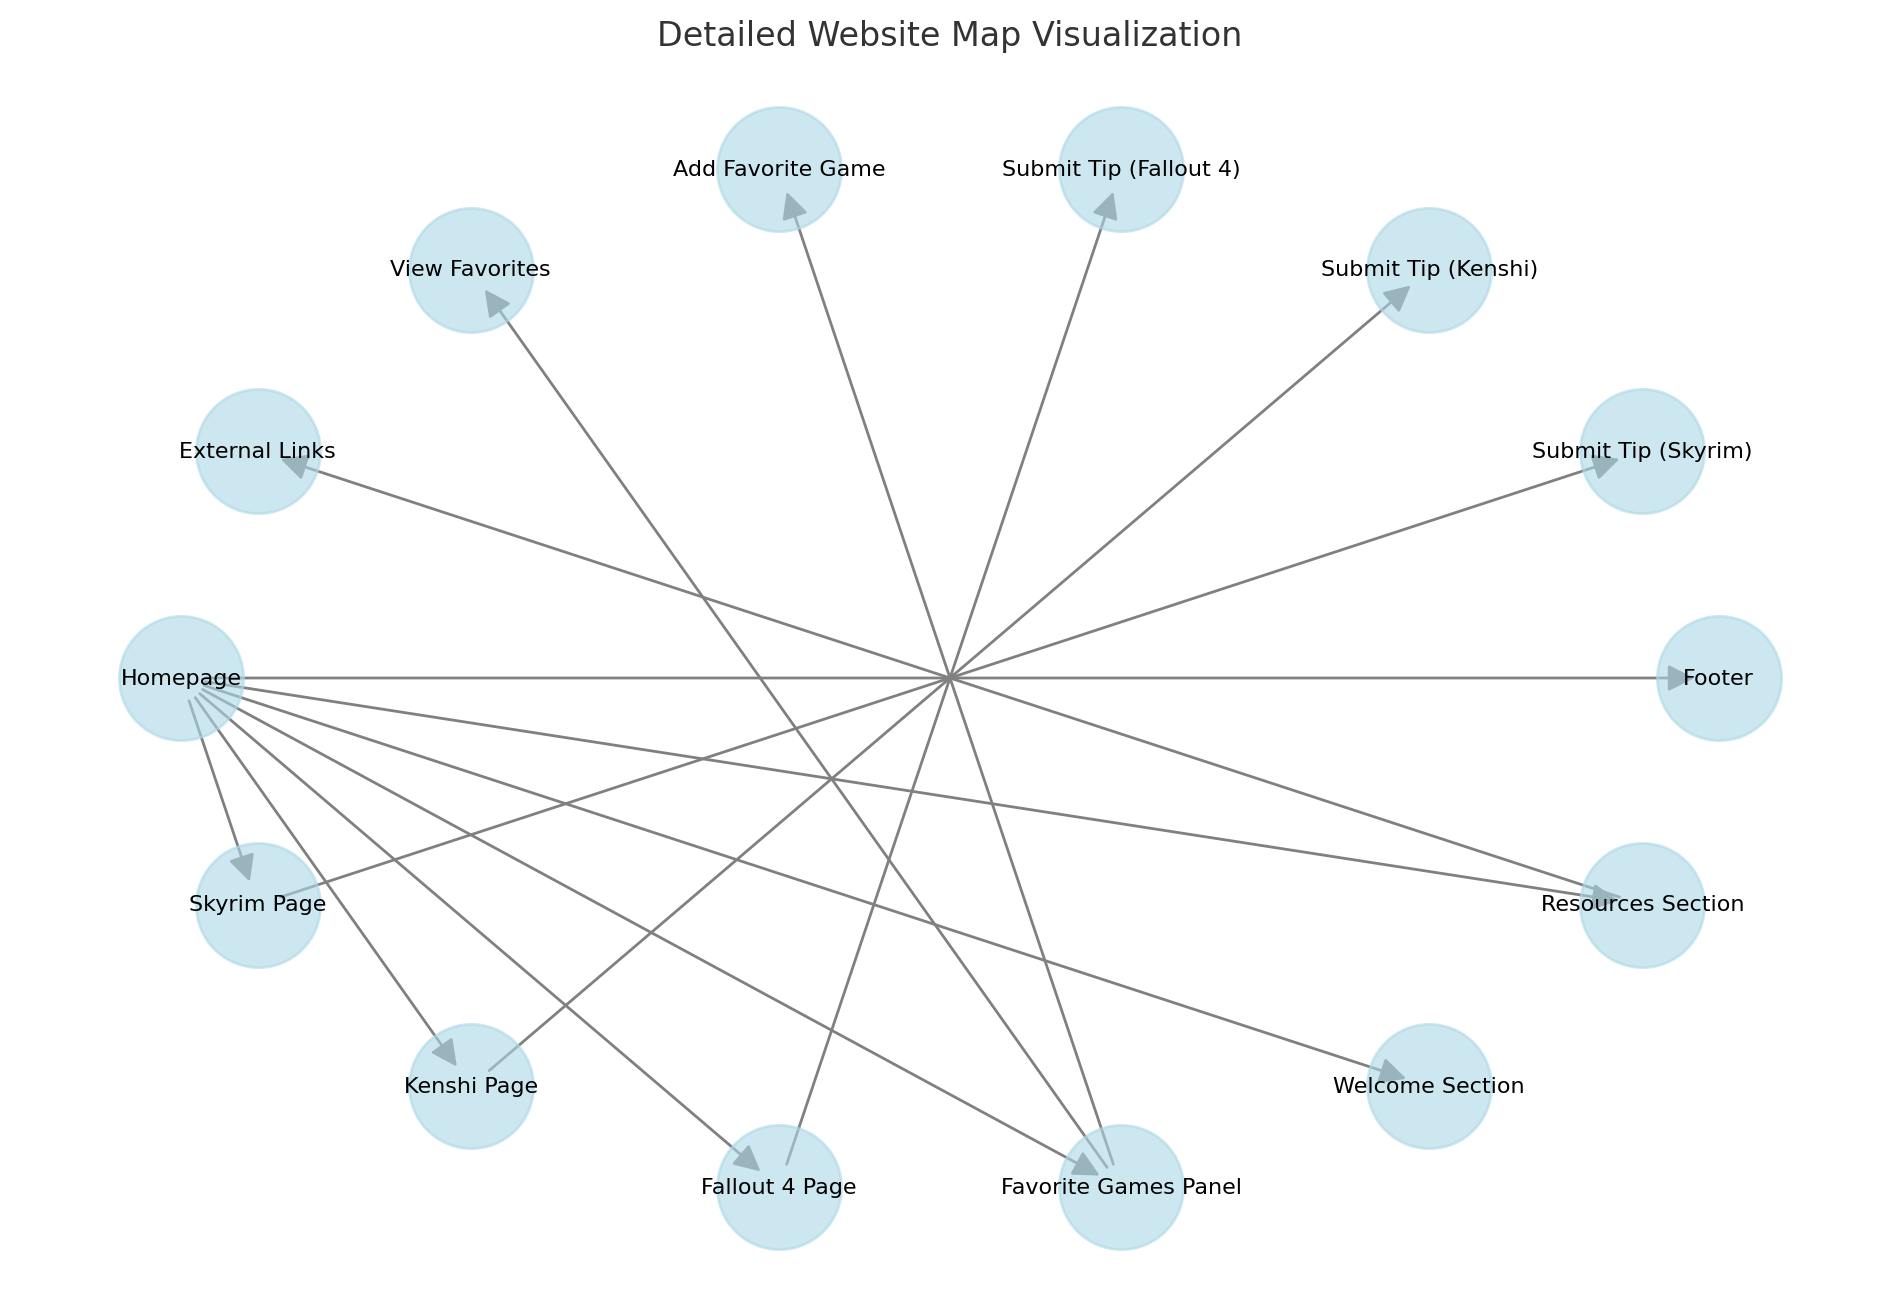 Detailed Website Map Visualization
Add Favorite Game
Submit Tip (Fallout 4)
View Favorites
Submit Tip (Kenshi)
External Links
Submit Tip (Skyrim)
Homepage
Footer
Skyrim Page
Resources Section
Kenshi Page
Welcome Section
Fallout 4 Page
Favorite Games Panel